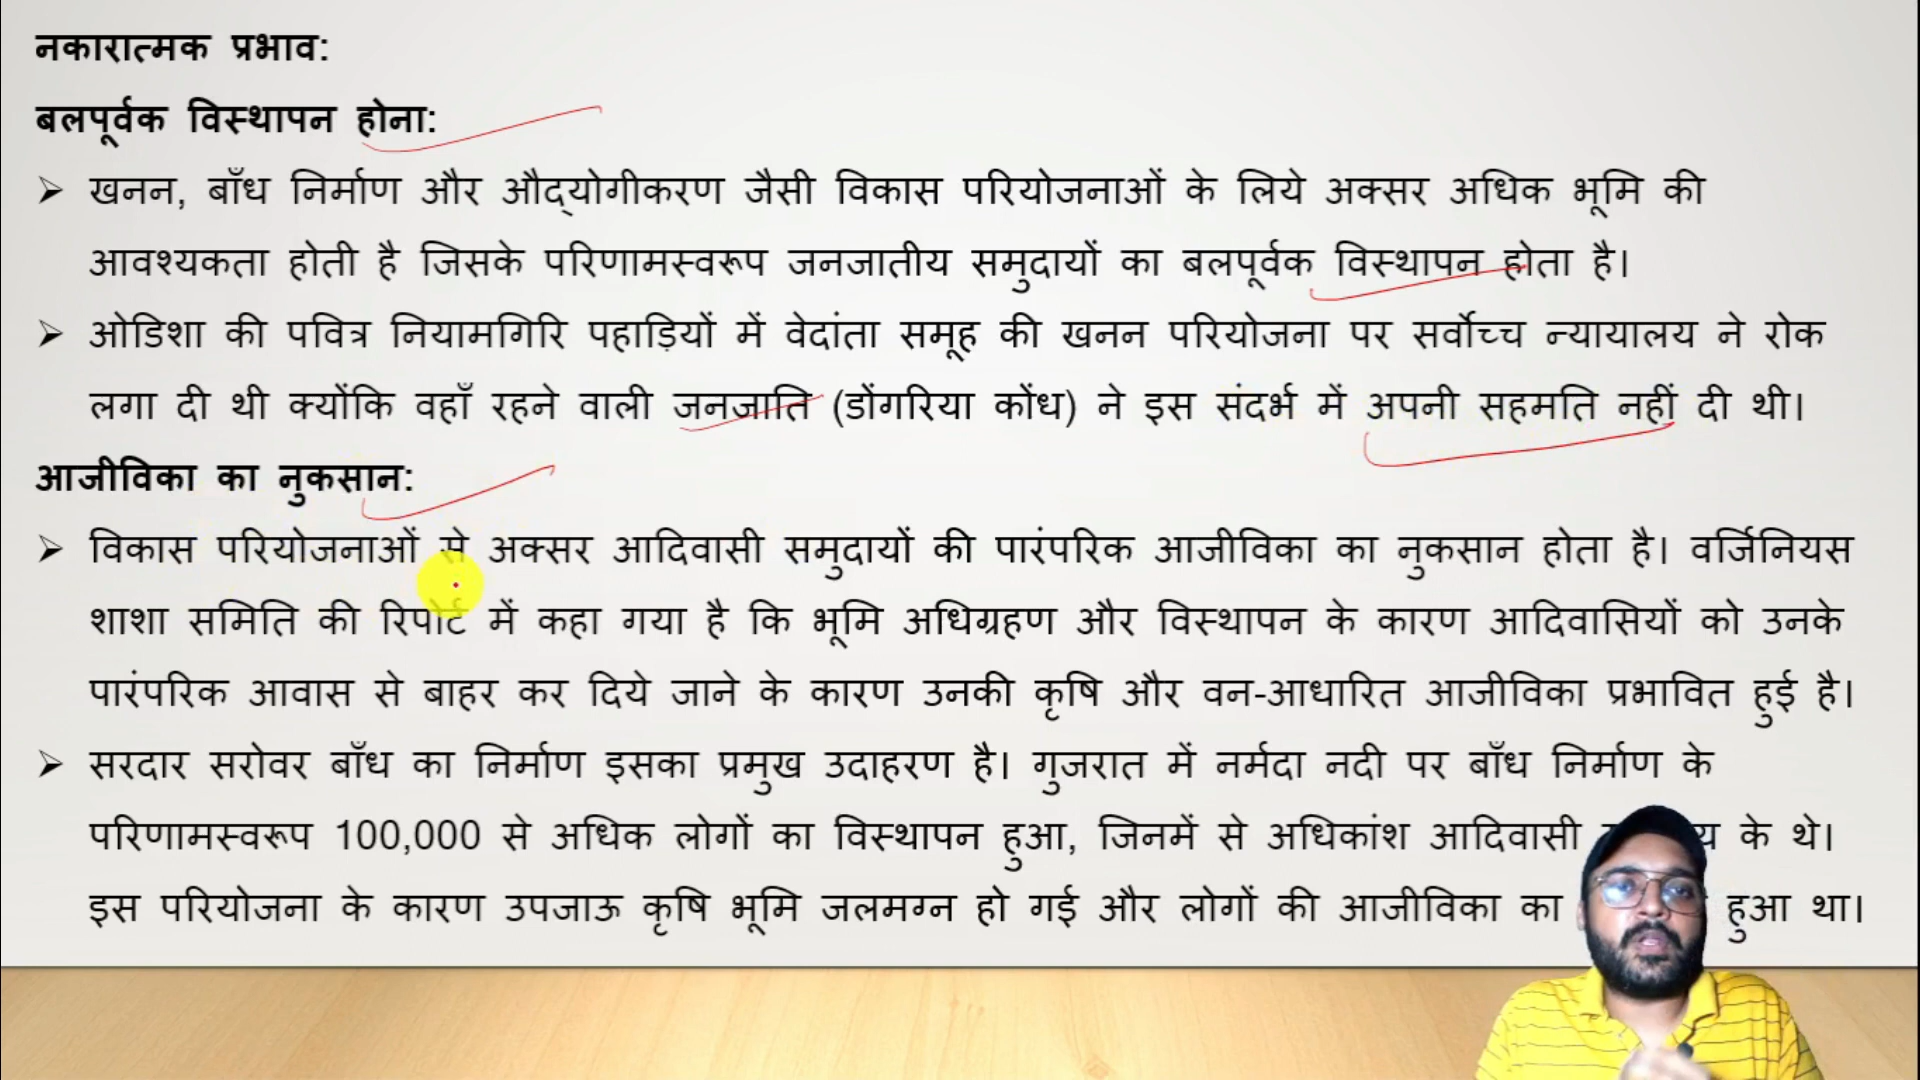 नकारात्मक प्रभाव:
बलपूर्वक विस्थापन होना:
➢ खनन, बाँध निर्माण और औद्योगीकरण जैसी विकास परियोजनाओं के लिये अक्सर अधिक भूमि की
आवश्यकता होती है जिसके परिणामस्वरूप जनजातीय समुदायों का बलपूर्वक विस्थापन होता है।
➢ ओडिशा की पवित्र नियामगिरि पहाड़ियों में वेदांता समूह की खनन परियोजना पर सर्वोच्च न्यायालय ने रोक
लगा दी थी क्योंकि वहाँ रहने वाली जनजाति (डोंगरिया कोंध) ने इस संदर्भ में अपनी सहमति नहीं दी थी।
आजीविका का नुकसान:
➢ विकास परियोजनाओं से अक्सर आदिवासी समुदायों की पारंपरिक आजीविका का नुकसान होता है। वर्जिनियस
शाशा समिति की रिपोर्ट में कहा गया है कि भूमि अधिग्रहण और विस्थापन के कारण आदिवासियों को उनके
पारंपरिक आवास से बाहर कर दिये जाने के कारण उनकी कृषि और वन-आधारित आजीविका प्रभावित हुई है।
➢ सरदार सरोवर बाँध का निर्माण इसका प्रमुख उदाहरण है। गुजरात में नर्मदा नदी पर बाँध निर्माण के
परिणामस्वरूप 100,000 से अधिक लोगों का विस्थापन हुआ, जिनमें से अधिकांश आदिवासी के थे।
इस परियोजना के कारण उपजाऊ कृषि भूमि जलमग्न हो गई और लोगों की आजीविका का हुआ था।